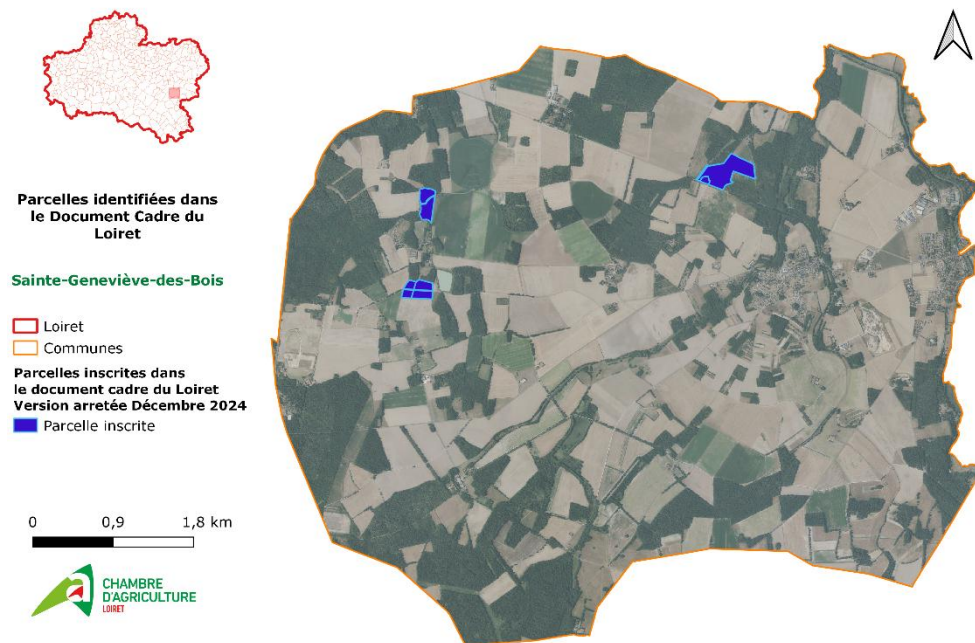 Parcelles identifiées dans
le Document Cadre du
Loiret
Sainte-Geneviève-des-Bois
Loiret
Communes
Parcelles inscrites dans
le document cadre du Loiret
Version arretée Décembre 2024
Parcelle inscrite
0 0,9 1,8 km
CHAMBRE
D'AGRICULTURE
LOIRET